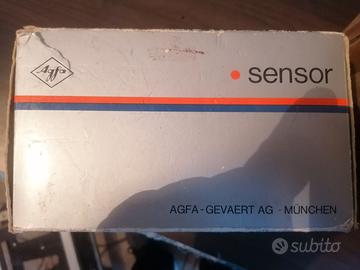 Agfa
sensor
AGFA-GEVAERT AG · MÜNCHEN
subito